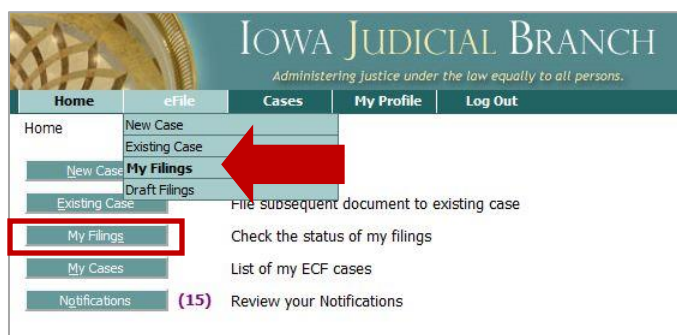 IOWA JUDICIAL BRANCH
Administering justice under the law equally to all persons.
Home eFile Cases My Profile Log Out
Home
New Case
Existing Case
My Filings
Draft Filings
New Case
Existing Case File subsequent document to existing case
My Filings Check the status of my filings
My Cases List of my ECF cases
Notifications (15) Review your Notifications